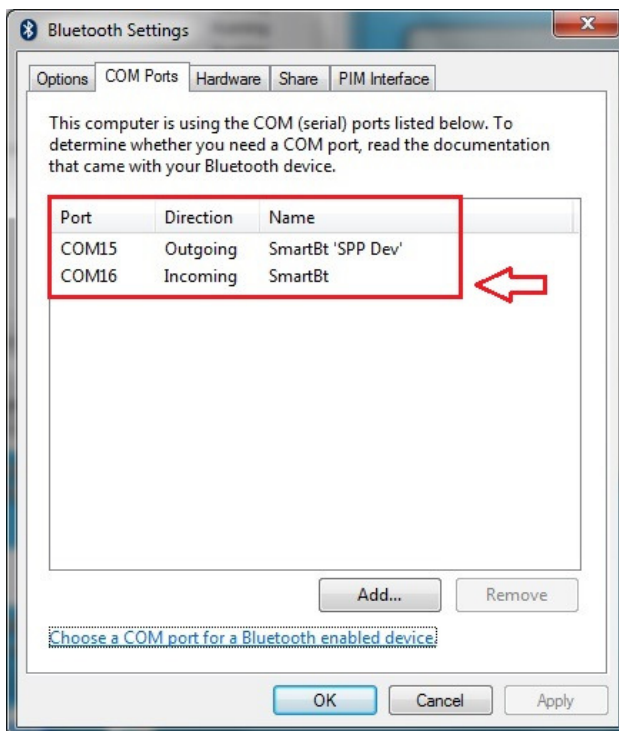 Bluetooth Settings
Options COM Ports Hardware Share PIM Interface
This computer is using the COM (serial) ports listed below. To
determine whether you need a COM port, read the documentation
that came with your Bluetooth device.
Port Direction Name
COM15 Outgoing SmartBt 'SPP Dev'
COM16 Incoming SmartBt
Add... Remove
Choose a COM port for a Bluetooth enabled device.
OK Cancel Apply